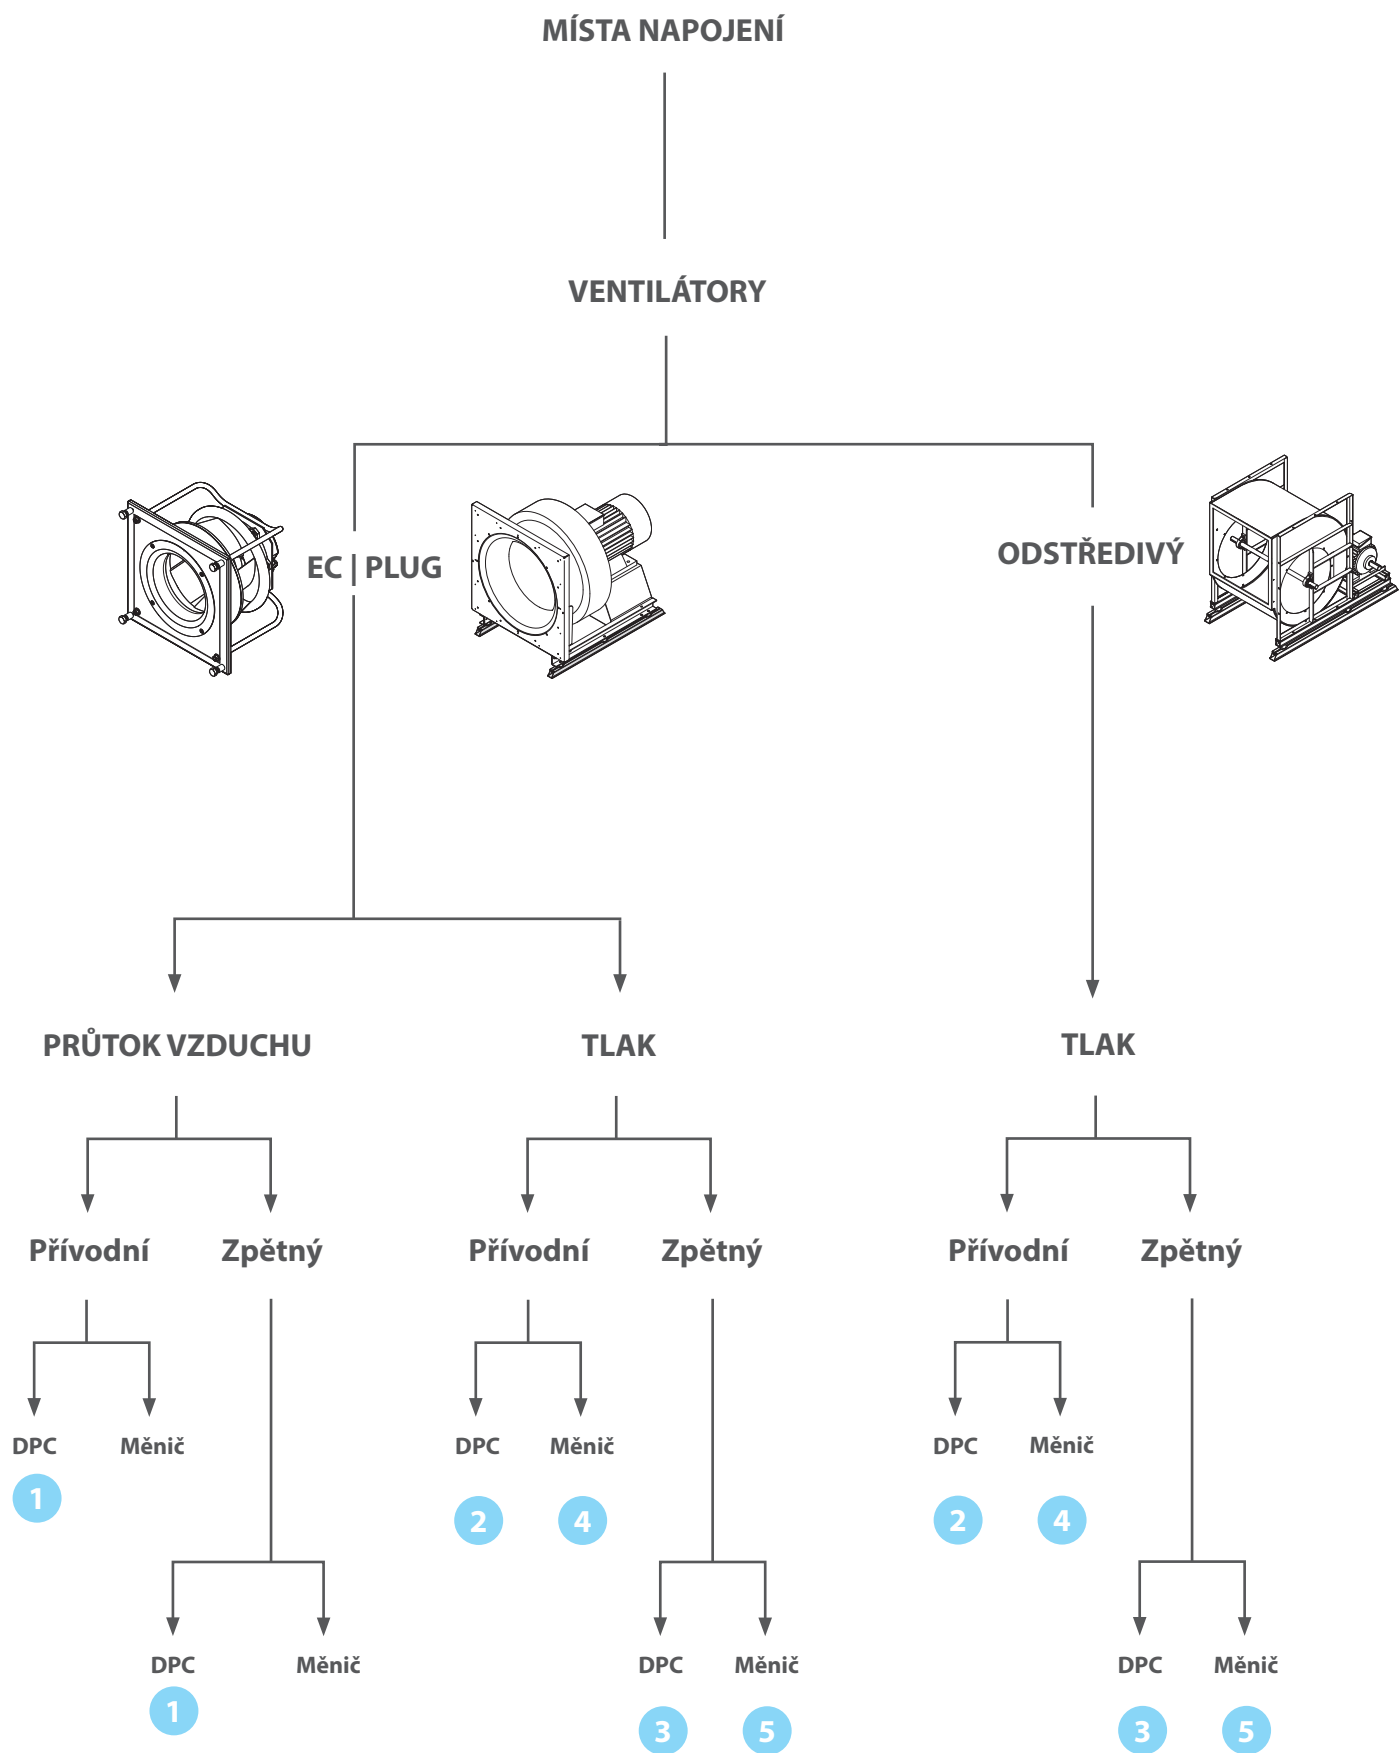 MÍSTA NAPOJENÍ
VENTILÁTORY
EC | PLUG
ODSTŘEDIVÝ
PRŮTOK VZDUCHU
TLAK
TLAK
Přívodní
Zpětný
Přívodní
Zpětný
Přívodní
Zpětný
DPC
Měnič
DPC
Měnič
DPC
Měnič
1
2
4
2
4
DPC
Měnič
DPC
Měnič
DPC
Měnič
1
3
5
3
5